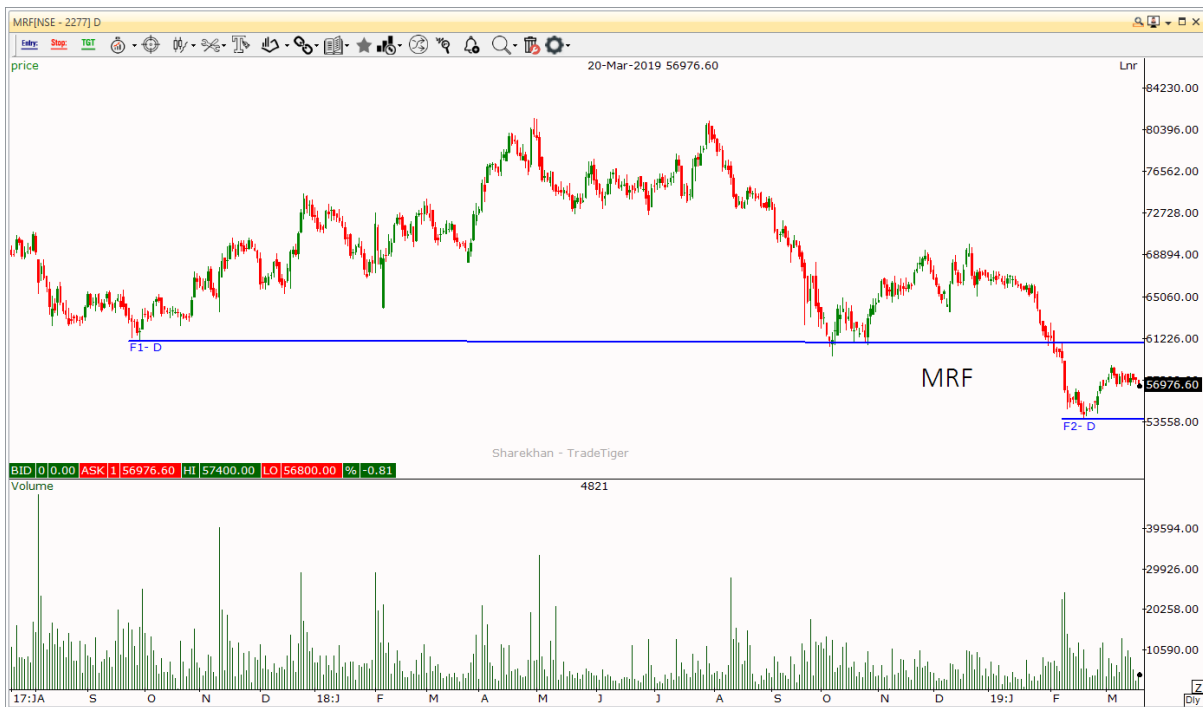 MRF[NSE - 2277] D
Entry: Stop: TGT
price 20-Mar-2019 56976.60 Lnr
84230.00
80396.00
76562.00
72728.00
68894.00
65060.00
61226.00
F1- D
MRF
56976.60
53558.00
F2- D
Sharekhan - TradeTiger
BID 0 0.00 ASK 1 56976.60 HI 57400.00 LO 56800.00 % -0.81
Volume 4821
39594.00
29926.00
20258.00
10590.00
17:JA S O N D 18:J F M A M J J A S O N D 19:J F M
Z
Dly